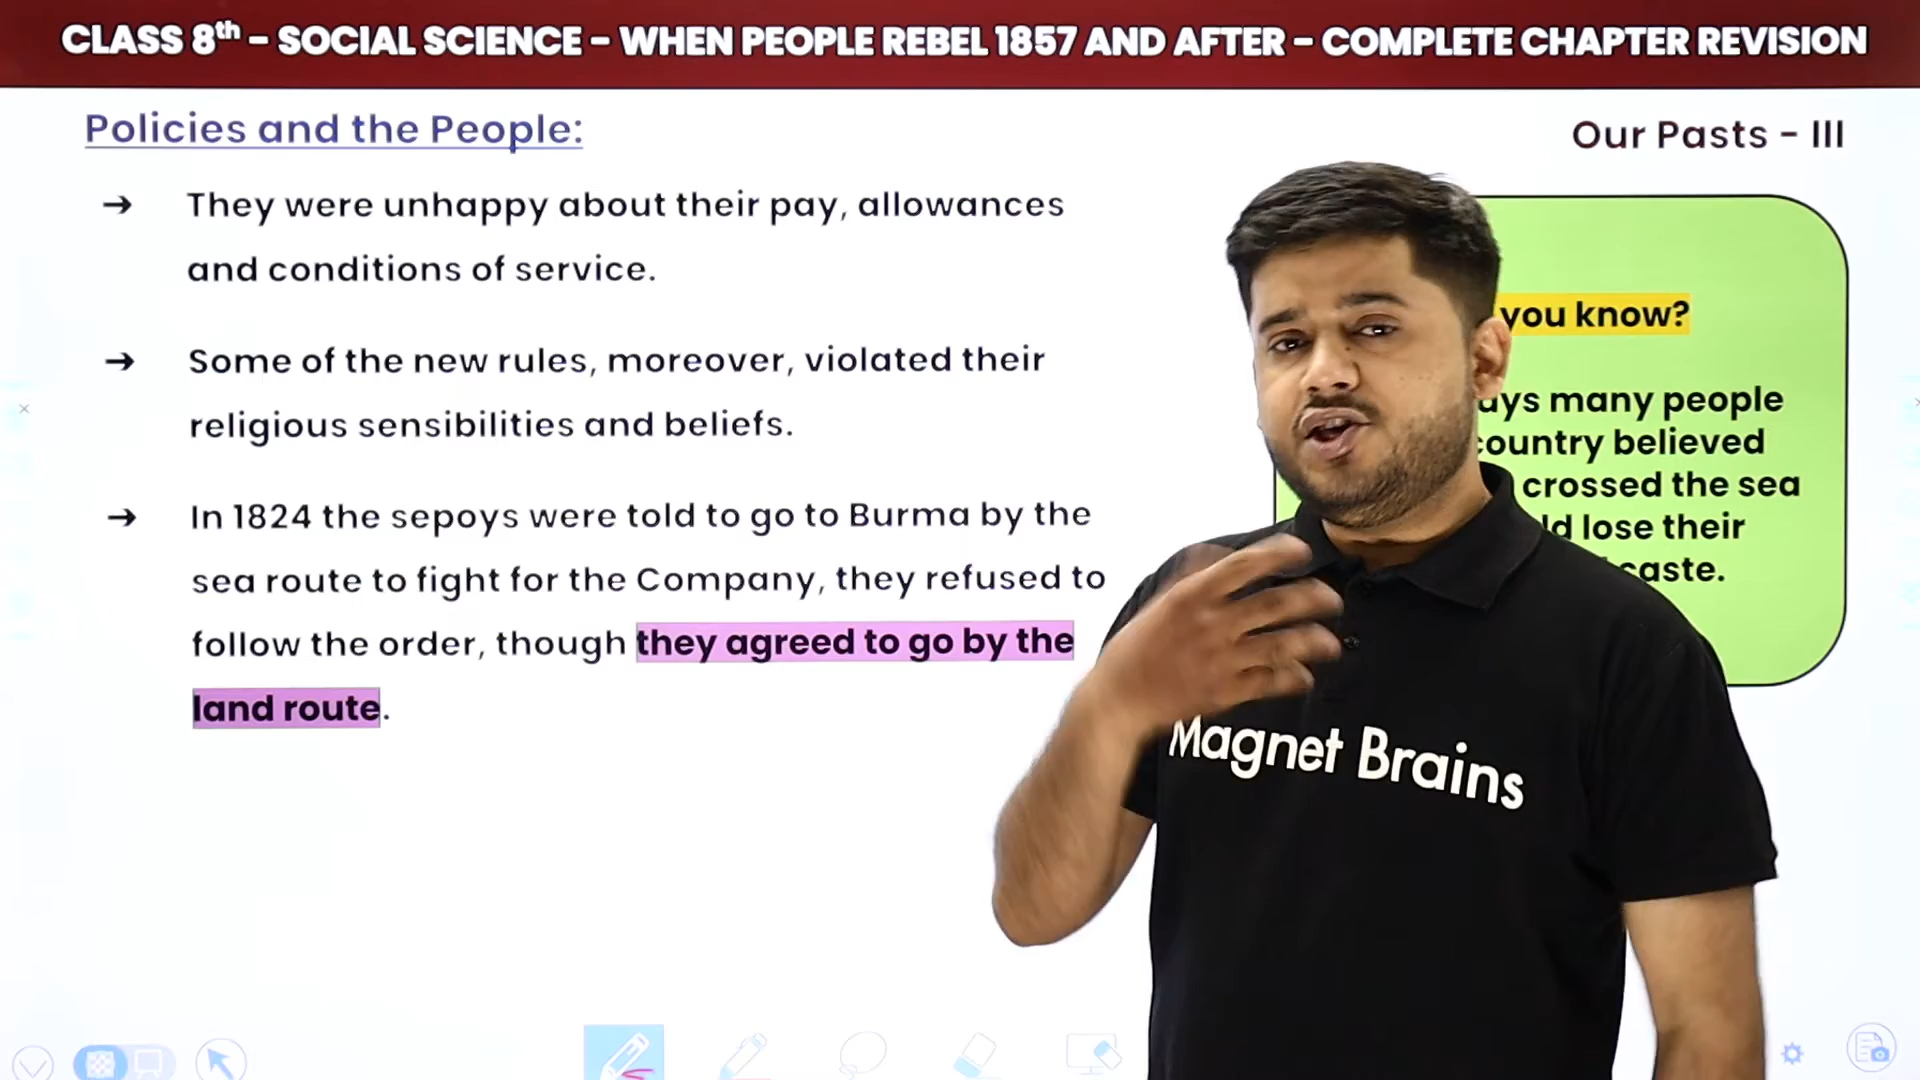 CLASS 8th – SOCIAL SCIENCE – WHEN PEOPLE REBEL 1857 AND AFTER – COMPLETE CHAPTER REVISION
Policies and the People:
Our Pasts - III
→ They were unhappy about their pay, allowances
and conditions of service.
→ Some of the new rules, moreover, violated their
religious sensibilities and beliefs.
→ In 1824 the sepoys were told to go to Burma by the
sea route to fight for the Company, they refused to
follow the order, though they agreed to go by the
land route.
you know?
many people
country believed
crossed the sea
lose their
caste.
Magnet Brains